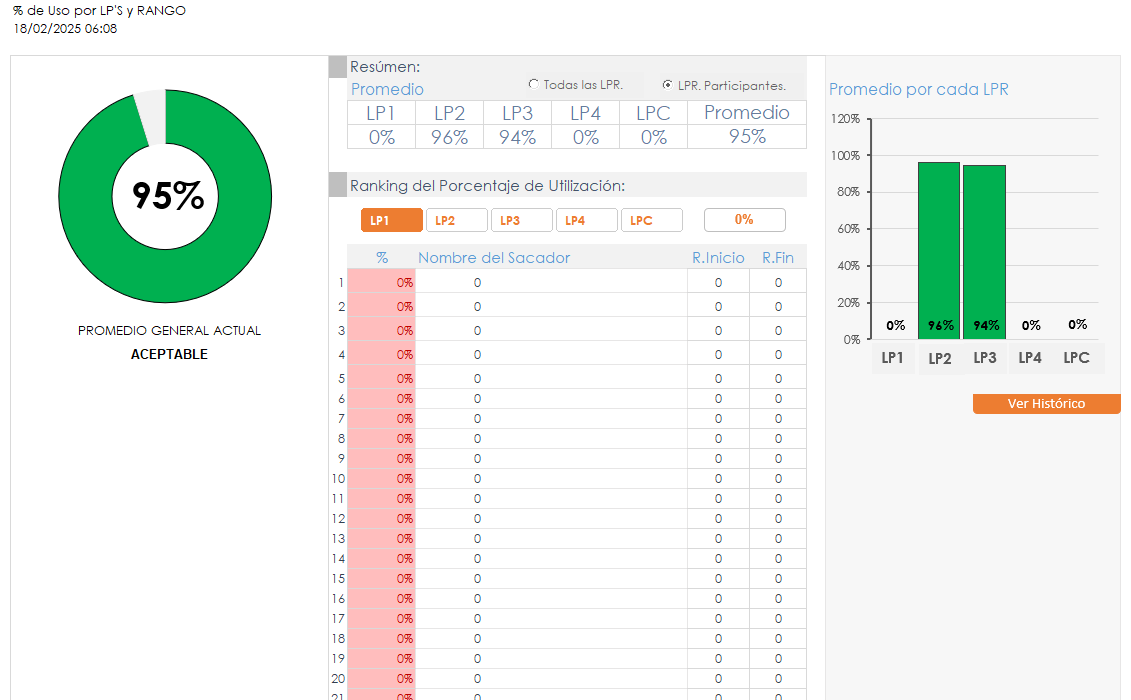 % de Uso por LP'S y RANGO
18/02/2025 06:08
95%
PROMEDIO GENERAL ACTUAL
ACEPTABLE
Resúmen:
Todas las LPR. LPR. Participantes.
Promedio
LP1 LP2 LP3 LP4 LPC Promedio
0% 96% 94% 0% 0% 95%
Ranking del Porcentaje de Utilización:
LP1 LP2 LP3 LP4 LPC 0%
% Nombre del Sacador R.Inicio R.Fin
1 0% 0 0 0
2 0% 0 0 0
3 0% 0 0 0
4 0% 0 0 0
5 0% 0 0 0
6 0% 0 0 0
7 0% 0 0 0
8 0% 0 0 0
9 0% 0 0 0
10 0% 0 0 0
11 0% 0 0 0
12 0% 0 0 0
13 0% 0 0 0
14 0% 0 0 0
15 0% 0 0 0
16 0% 0 0 0
17 0% 0 0 0
18 0% 0 0 0
19 0% 0 0 0
20 0% 0 0 0
21 0% 0 0 0
Promedio por cada LPR
120%
100%
80%
60%
40%
20%
0%
0% 96% 94% 0% 0%
LP1 LP2 LP3 LP4 LPC
Ver Histórico